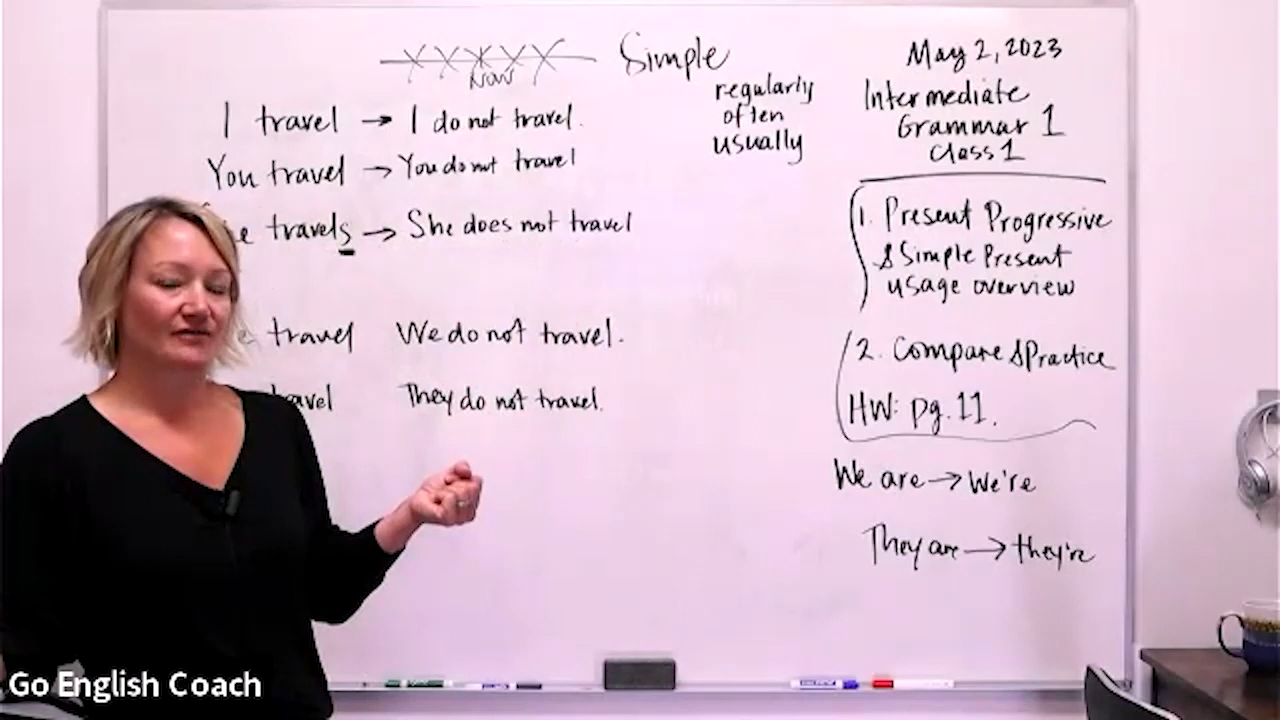 Simple
Now
regularly
often
usually
I travel → I do not travel.
You travel → You do not travel
travels → She does not travel
travel We do not travel.
They do not travel.
May 2, 2023
Intermediate
Grammar 1
Class 1
1. Present Progressive
& Simple Present
usage overview
2. Compare & Practice
HW: pg. 11.
We are → We're
They are → they're
Go English Coach